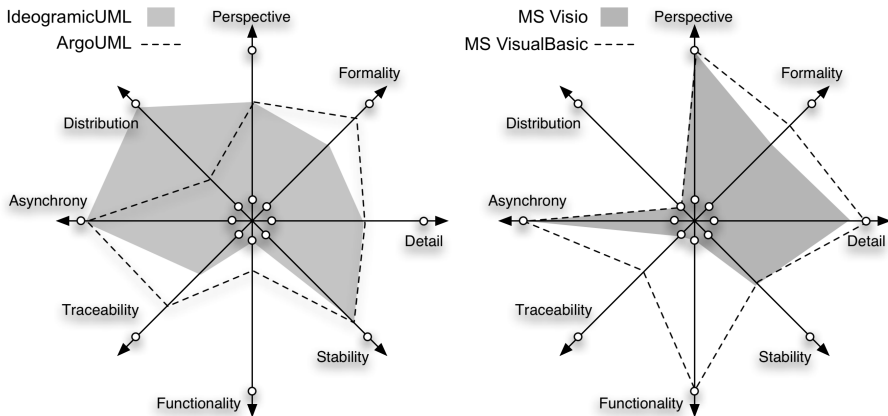 IdeogramicUML
ArgoUML
Perspective
Formality
Distribution
Asynchrony
Detail
Traceability
Stability
Functionality
MS Visio
MS VisualBasic
Perspective
Formality
Distribution
Asynchrony
Detail
Traceability
Stability
Functionality